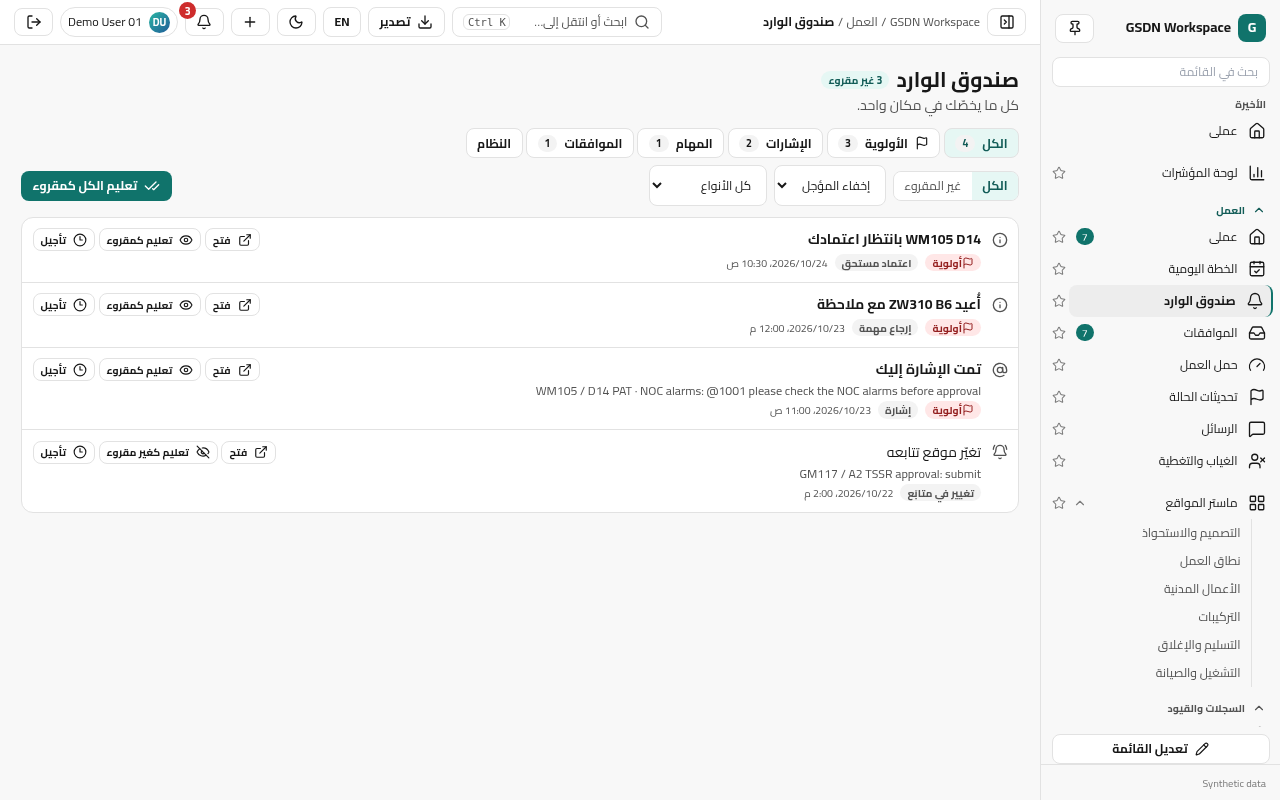 G GSDN Workspace
بحث في القائمة
الأخيرة
عملي
لوحة المؤشرات
العمل
عملي 7
الخطة اليومية
صندوق الوارد
الموافقات 7
حمل العمل
تحديثات الحالة
الرسائل
الغياب والتغطية
ماستر المواقع
التصميم والاستحواذ
نطاق العمل
الأعمال المدنية
التركيبات
التسليم والإغلاق
التشغيل والصيانة
السجلات والقيود
تعديل القائمة
Synthetic data
GSDN Workspace / العمل / صندوق الوارد
ابحث أو انتقل إلى... Ctrl K
تصدير
EN
3
DU Demo User 01
صندوق الوارد 3 غير مقروء
كل ما يخصّك في مكان واحد.
الكل 4 الأولوية 3 الإشارات 2 المهام 1 الموافقات 1 النظام
الكل غير المقروء إخفاء المؤجل كل الأنواع تعليم الكل كمقروء
WM105 D14 بانتظار اعتمادك
أولوية اعتماد مستحق 2026/10/24، 10:30 ص
فتح تعليم كمقروء تأجيل
أُعيد ZW310 B6 مع ملاحظة
أولوية إرجاع مهمة 2026/10/23، 12:00 م
فتح تعليم كمقروء تأجيل
تمت الإشارة إليك
WM105 / D14 PAT · NOC alarms: @1001 please check the NOC alarms before approval
أولوية إشارة 2026/10/23، 11:00 ص
فتح تعليم كمقروء تأجيل
تغيّر موقع تتابعه
GM117 / A2 TSSR approval: submit
تغيير في متابع 2026/10/22، 2:00 م
فتح تعليم كغير مقروء تأجيل